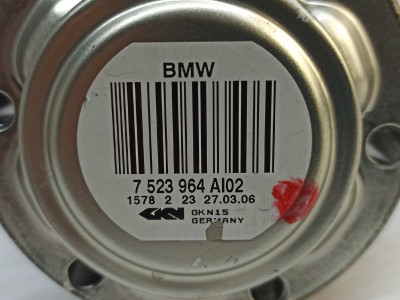 BMW
7 523 964 AI02
1578 2 23 27.03.06
GKN GKN15
GERMANY